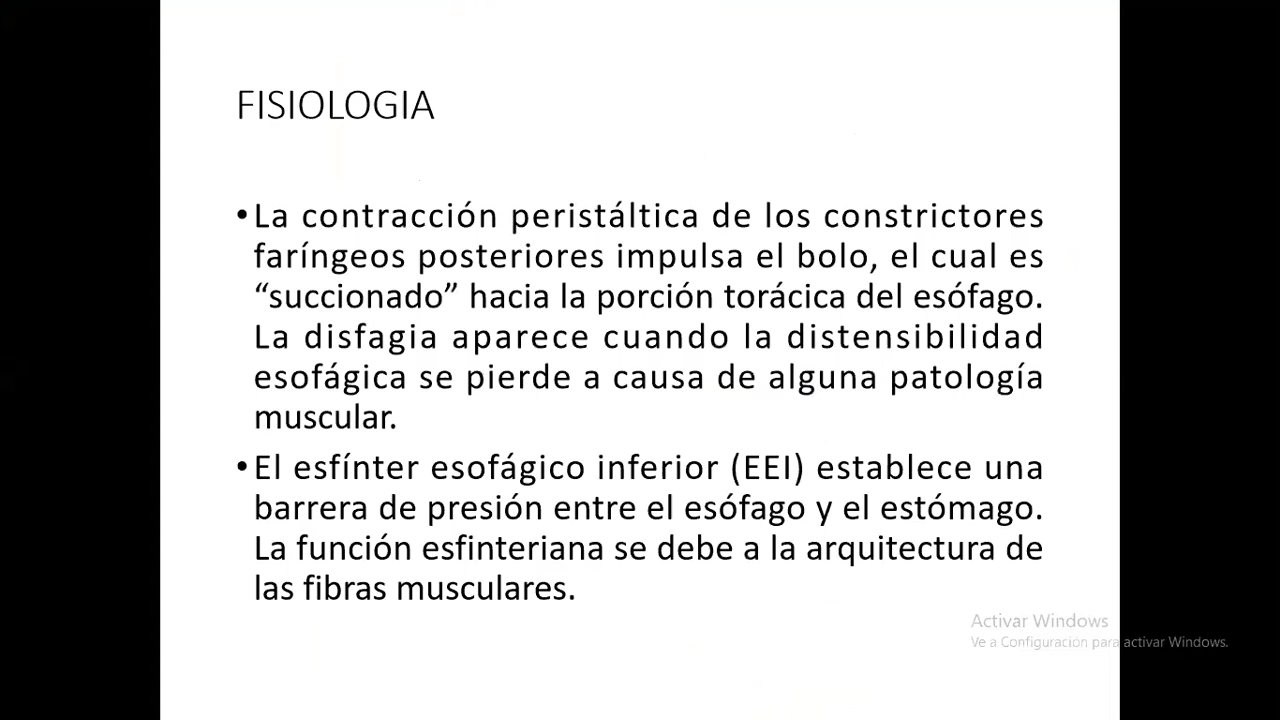 FISIOLOGIA
•La contracción peristáltica de los constrictores
faríngeos posteriores impulsa el bolo, el cual es
“succionado” hacia la porción torácica del esófago.
La disfagia aparece cuando la distensibilidad
esofágica se pierde a causa de alguna patología
muscular.
•El esfínter esofágico inferior (EEI) establece una
barrera de presión entre el esófago y el estómago.
La función esfinteriana se debe a la arquitectura de
las fibras musculares.
Activar Windows
Ve a Configuración para activar Windows.